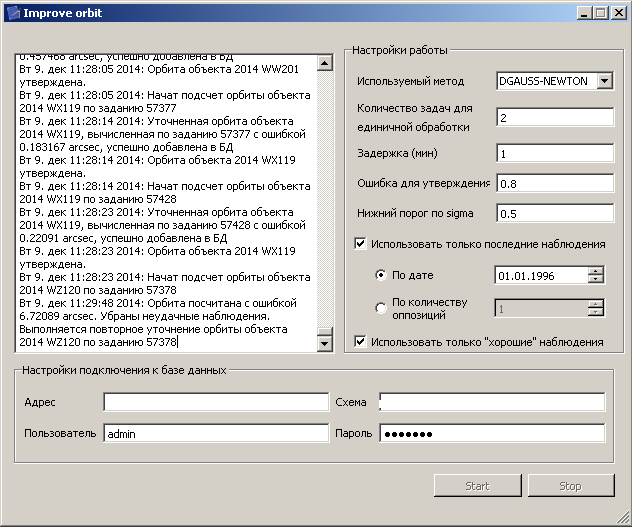 Improve orbit
0.457468 arcsec, успешно добавлена в БД
Вт 9. дек 11:28:05 2014: Орбита объекта 2014 WW201
утверждена.
Вт 9. дек 11:28:05 2014: Начат подсчет орбиты объекта
2014 WX119 по заданию 57377
Вт 9. дек 11:28:14 2014: Уточненная орбита объекта
2014 WX119, вычисленная по заданию 57377 с ошибкой
0.183167 arcsec, успешно добавлена в БД
Вт 9. дек 11:28:14 2014: Орбита объекта 2014 WX119
утверждена.
Вт 9. дек 11:28:14 2014: Начат подсчет орбиты объекта
2014 WX119 по заданию 57428
Вт 9. дек 11:28:23 2014: Уточненная орбита объекта
2014 WX119, вычисленная по заданию 57428 с ошибкой
0.22091 arcsec, успешно добавлена в БД
Вт 9. дек 11:28:23 2014: Орбита объекта 2014 WX119
утверждена.
Вт 9. дек 11:28:23 2014: Начат подсчет орбиты объекта
2014 WZ120 по заданию 57378
Вт 9. дек 11:29:48 2014: Орбита посчитана с ошибкой
6.72089 arcsec. Убраны неудачные наблюдения.
Выполняется повторное уточнение орбиты объекта
2014 WZ120 по заданию 57378
Настройки работы
Используемый метод DGAUSS-NEWTON
Количество задач для
единичной обработки 2
Задержка (мин) 1
Ошибка для утверждения 0.8
Нижний порог по sigma 0.5
Использовать только последние наблюдения
По дате 01.01.1996
По количеству
оппозиций 1
Использовать только "хорошие" наблюдения
Настройки подключения к базе данных
Адрес Схема
Пользователь admin Пароль ●●●●●●●
Start Stop